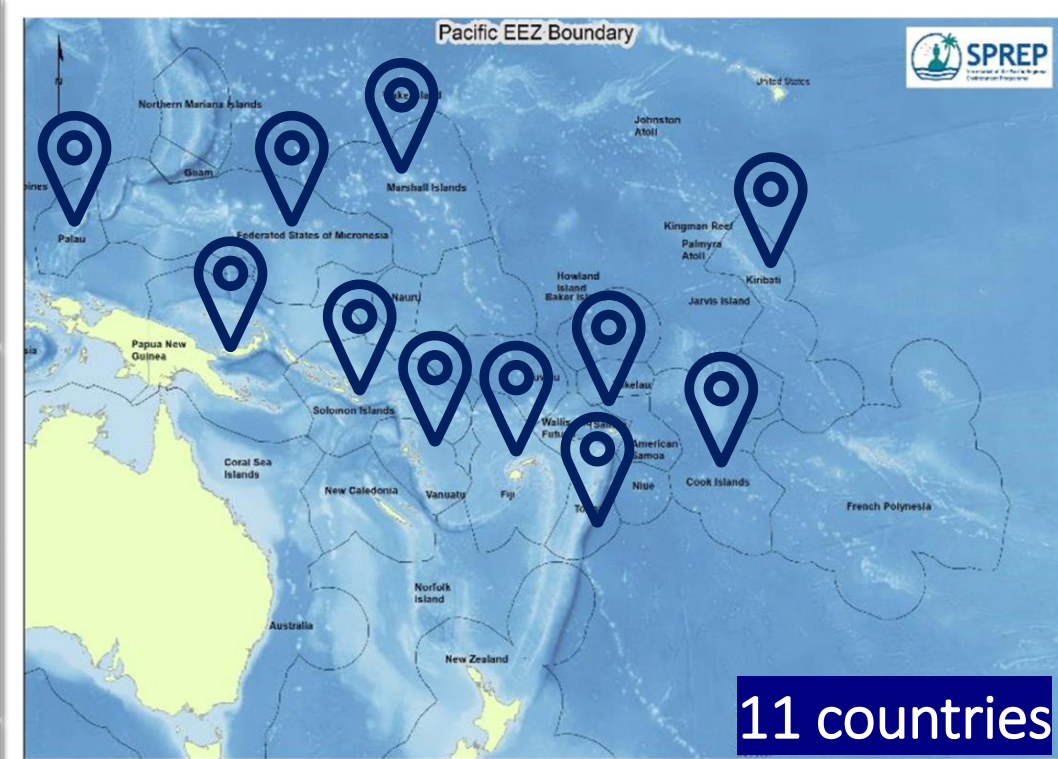 Pacific EEZ Boundary
SPREP
N
United States
Northern Mariana Islands
Johnston
Atoll
Guam
Marshall Islands
Palau
Federated States of Micronesia
Kingman Reef
Palmyra
Atoll
Kiribati
Howland
Island
Baker
Jarvis Island
Nauru
Papua New
Guinea
Solomon Islands
Wallis
American
Samoa
Coral Sea
Islands
New Caledonia
Vanuatu
Fiji
Niue
Cook Islands
French Polynesia
Norfolk
Island
Australia
New Zealand
11 countries